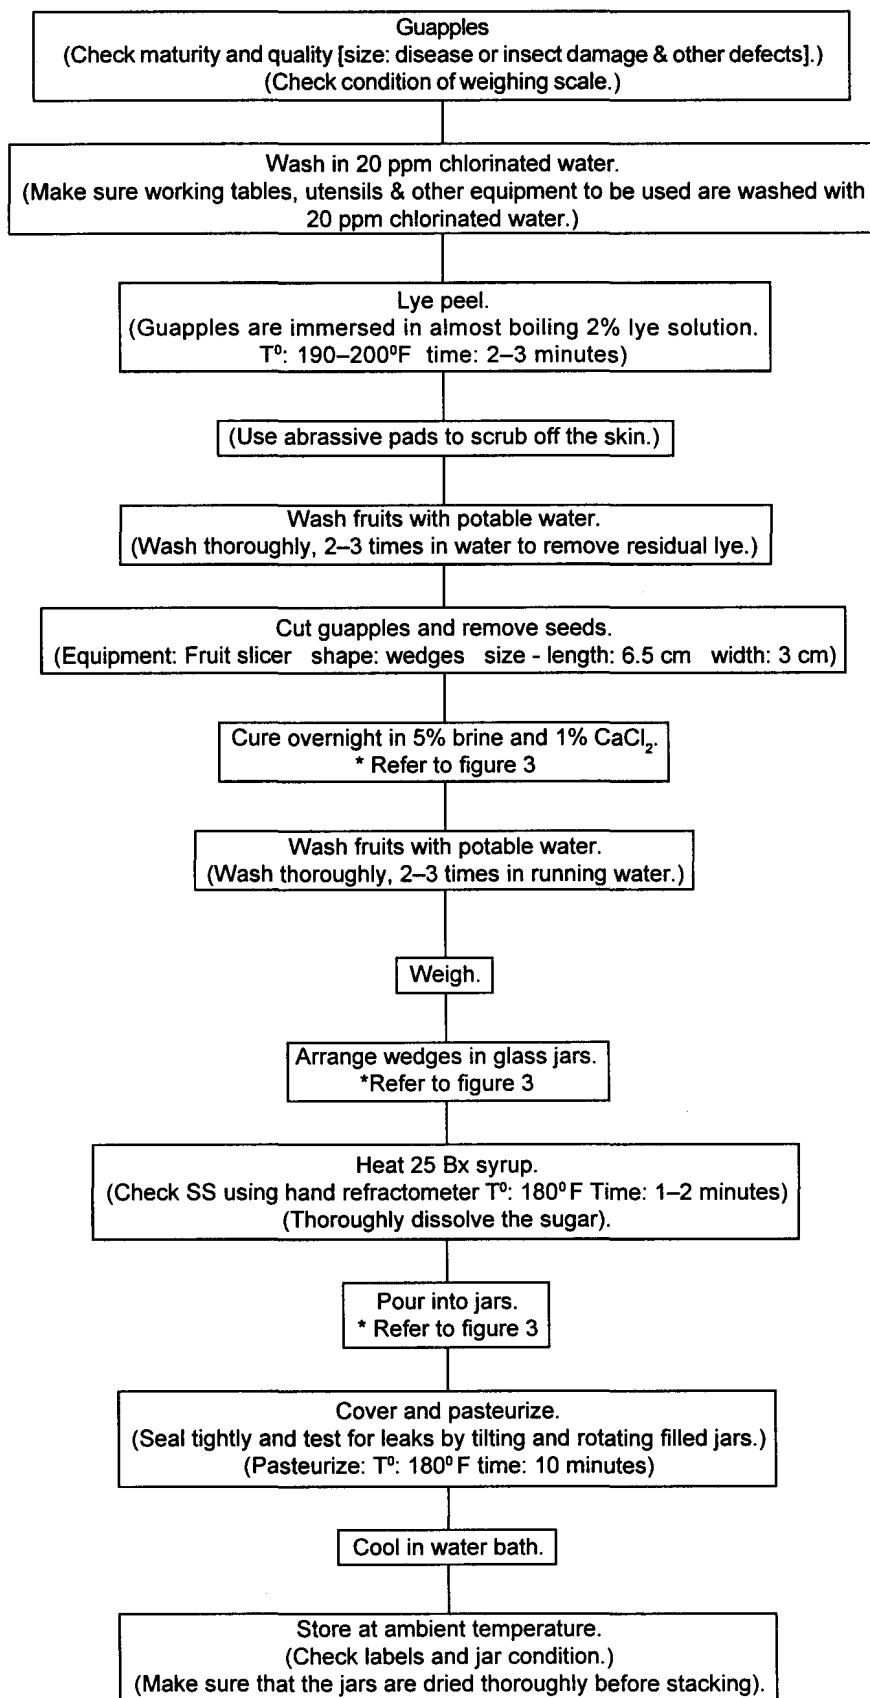 Guapples
(Check maturity and quality [size: disease or insect damage & other defects].)
(Check condition of weighing scale.)
Wash in 20 ppm chlorinated water.
(Make sure working tables, utensils & other equipment to be used are washed with
20 ppm chlorinated water.)
Lye peel.
(Guapples are immersed in almost boiling 2% lye solution.
T⁰: 190–200⁰F time: 2–3 minutes)
(Use abrassive pads to scrub off the skin.)
Wash fruits with potable water.
(Wash thoroughly, 2–3 times in water to remove residual lye.)
Cut guapples and remove seeds.
(Equipment: Fruit slicer shape: wedges size - length: 6.5 cm width: 3 cm)
Cure overnight in 5% brine and 1% CaCl₂.
* Refer to figure 3
Wash fruits with potable water.
(Wash thoroughly, 2–3 times in running water.)
Weigh.
Arrange wedges in glass jars.
*Refer to figure 3
Heat 25 Bx syrup.
(Check SS using hand refractometer T⁰: 180⁰F Time: 1–2 minutes)
(Thoroughly dissolve the sugar).
Pour into jars.
* Refer to figure 3
Cover and pasteurize.
(Seal tightly and test for leaks by tilting and rotating filled jars.)
(Pasteurize: T⁰: 180⁰F time: 10 minutes)
Cool in water bath.
Store at ambient temperature.
(Check labels and jar condition.)
(Make sure that the jars are dried thoroughly before stacking).